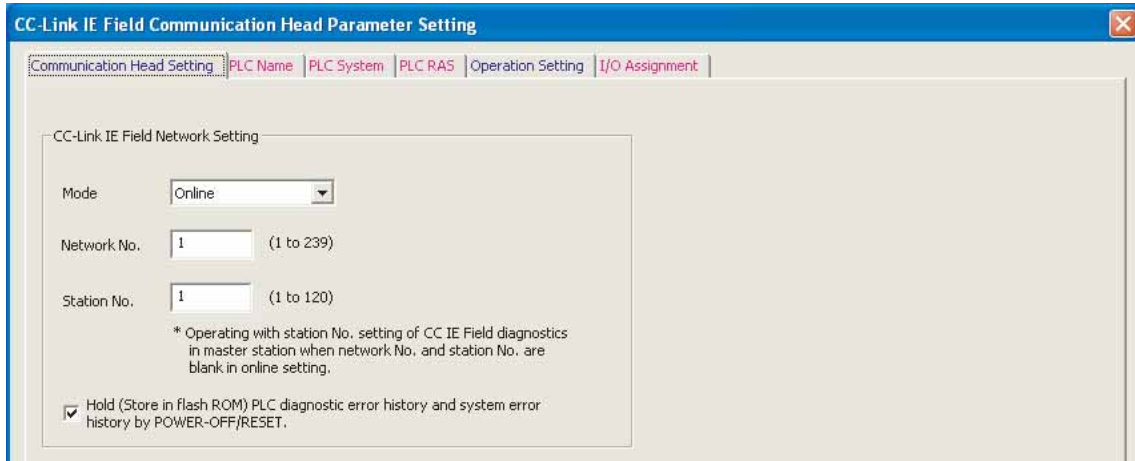 CC-Link IE Field Communication Head Parameter Setting
Communication Head Setting PLC Name PLC System PLC RAS Operation Setting I/O Assignment
CC-Link IE Field Network Setting
Mode Online
Network No. 1 (1 to 239)
Station No. 1 (1 to 120)
* Operating with station No. setting of CC IE Field diagnostics
in master station when network No. and station No. are
blank in online setting.
Hold (Store in flash ROM) PLC diagnostic error history and system error
history by POWER-OFF/RESET.